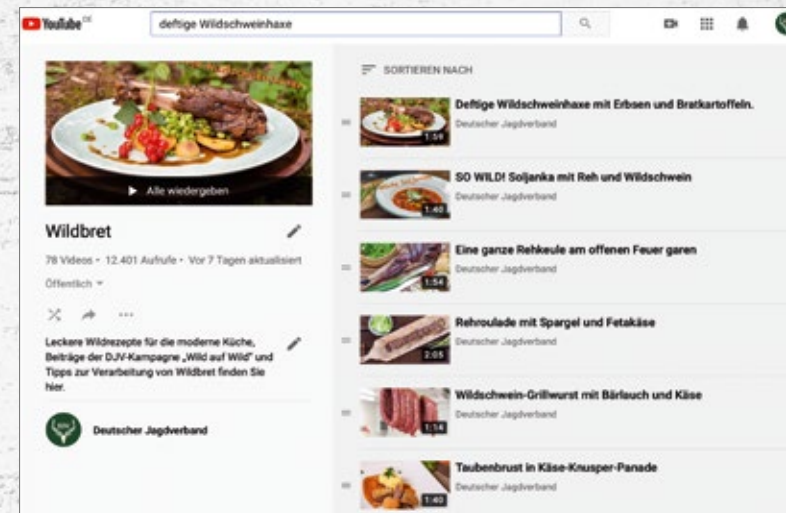 YouTube DE
deftige Wildschweinhaxe
Alle wiedergeben
Wildbret
78 Videos • 12.401 Aufrufe • Vor 7 Tagen aktualisiert
Öffentlich
Leckere Wildrezepte für die moderne Küche,
Beiträge der DJV-Kampagne „Wild auf Wild" und
Tipps zur Verarbeitung von Wildbret finden Sie
hier.
Deutscher Jagdverband
SORTIEREN NACH
Deftige Wildschweinhaxe mit Erbsen und Bratkartoffeln.
Deutscher Jagdverband
1:59
SO WILD! Soljanka mit Reh und Wildschwein
Deutscher Jagdverband
1:40
Eine ganze Rehkeule am offenen Feuer garen
Deutscher Jagdverband
1:54
Rehroulade mit Spargel und Fetakäse
Deutscher Jagdverband
2:05
Wildschwein-Grillwurst mit Bärlauch und Käse
Deutscher Jagdverband
1:14
Taubenbrust in Käse-Knusper-Panade
Deutscher Jagdverband
1:40